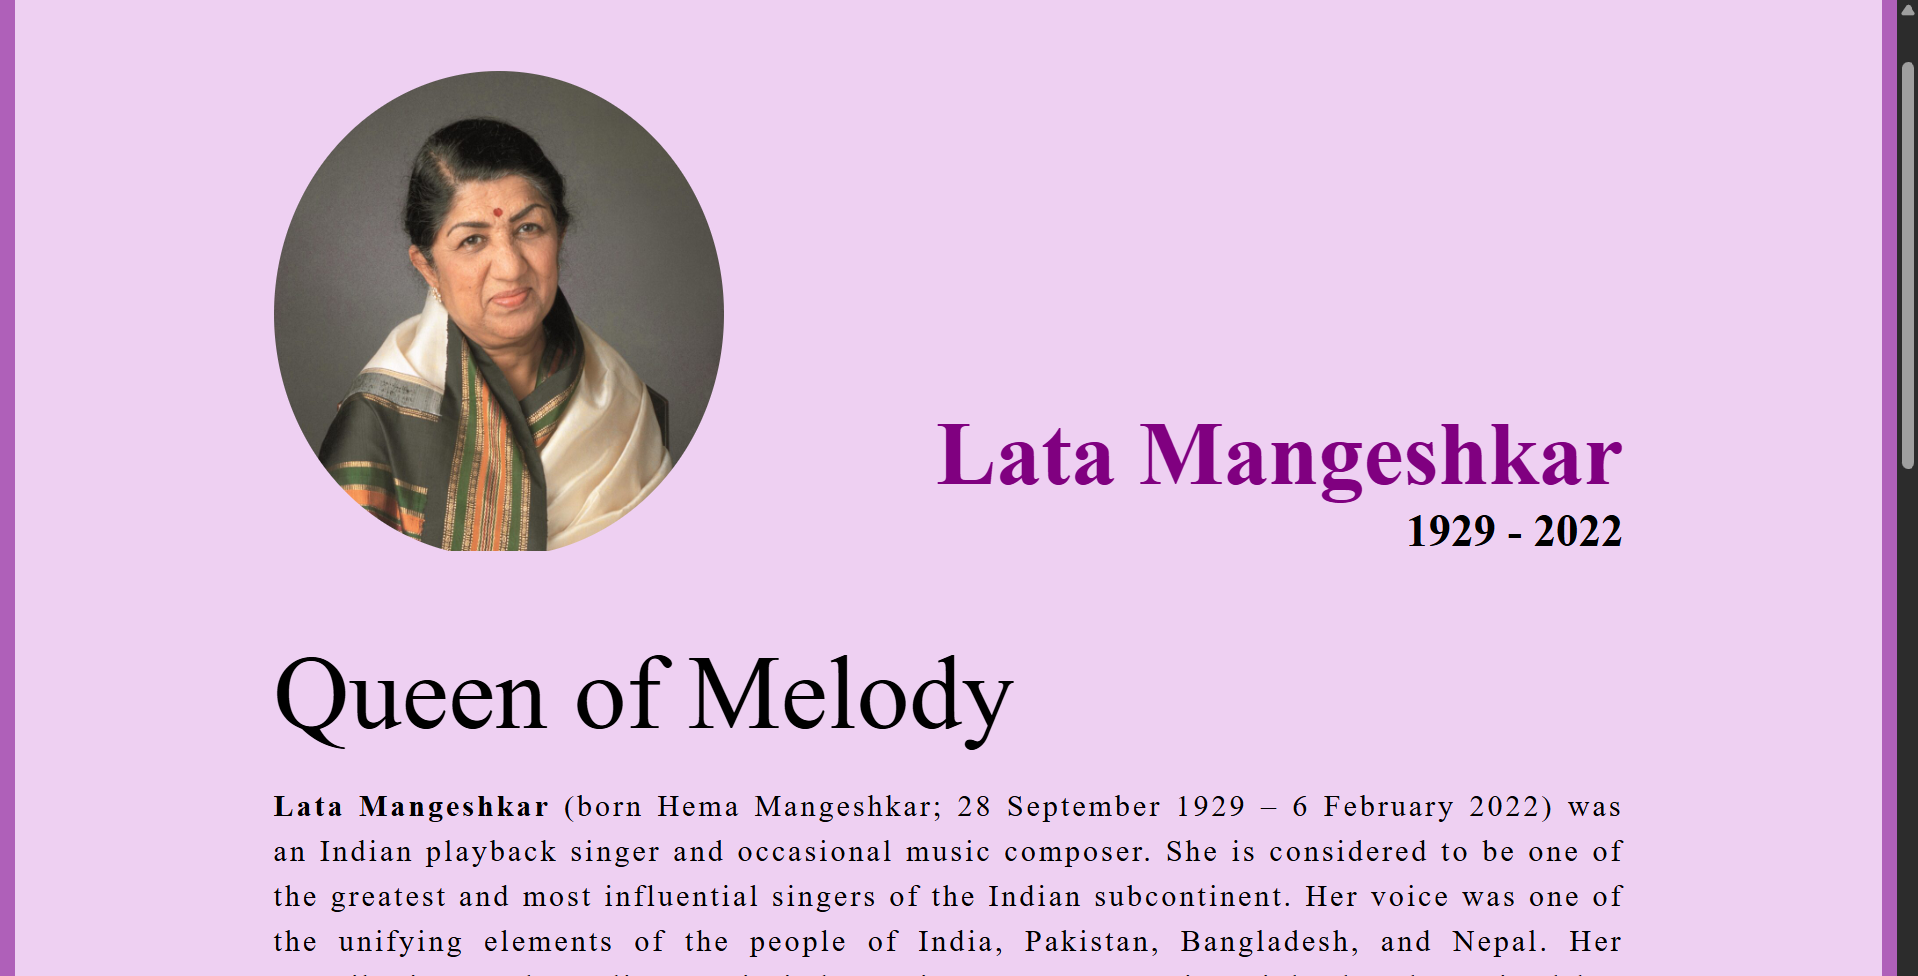 Lata Mangeshkar
1929 - 2022
Queen of Melody
Lata Mangeshkar (born Hema Mangeshkar; 28 September 1929 – 6 February 2022) was
an Indian playback singer and occasional music composer. She is considered to be one of
the greatest and most influential singers of the Indian subcontinent. Her voice was one of
the unifying elements of the people of India, Pakistan, Bangladesh, and Nepal. Her